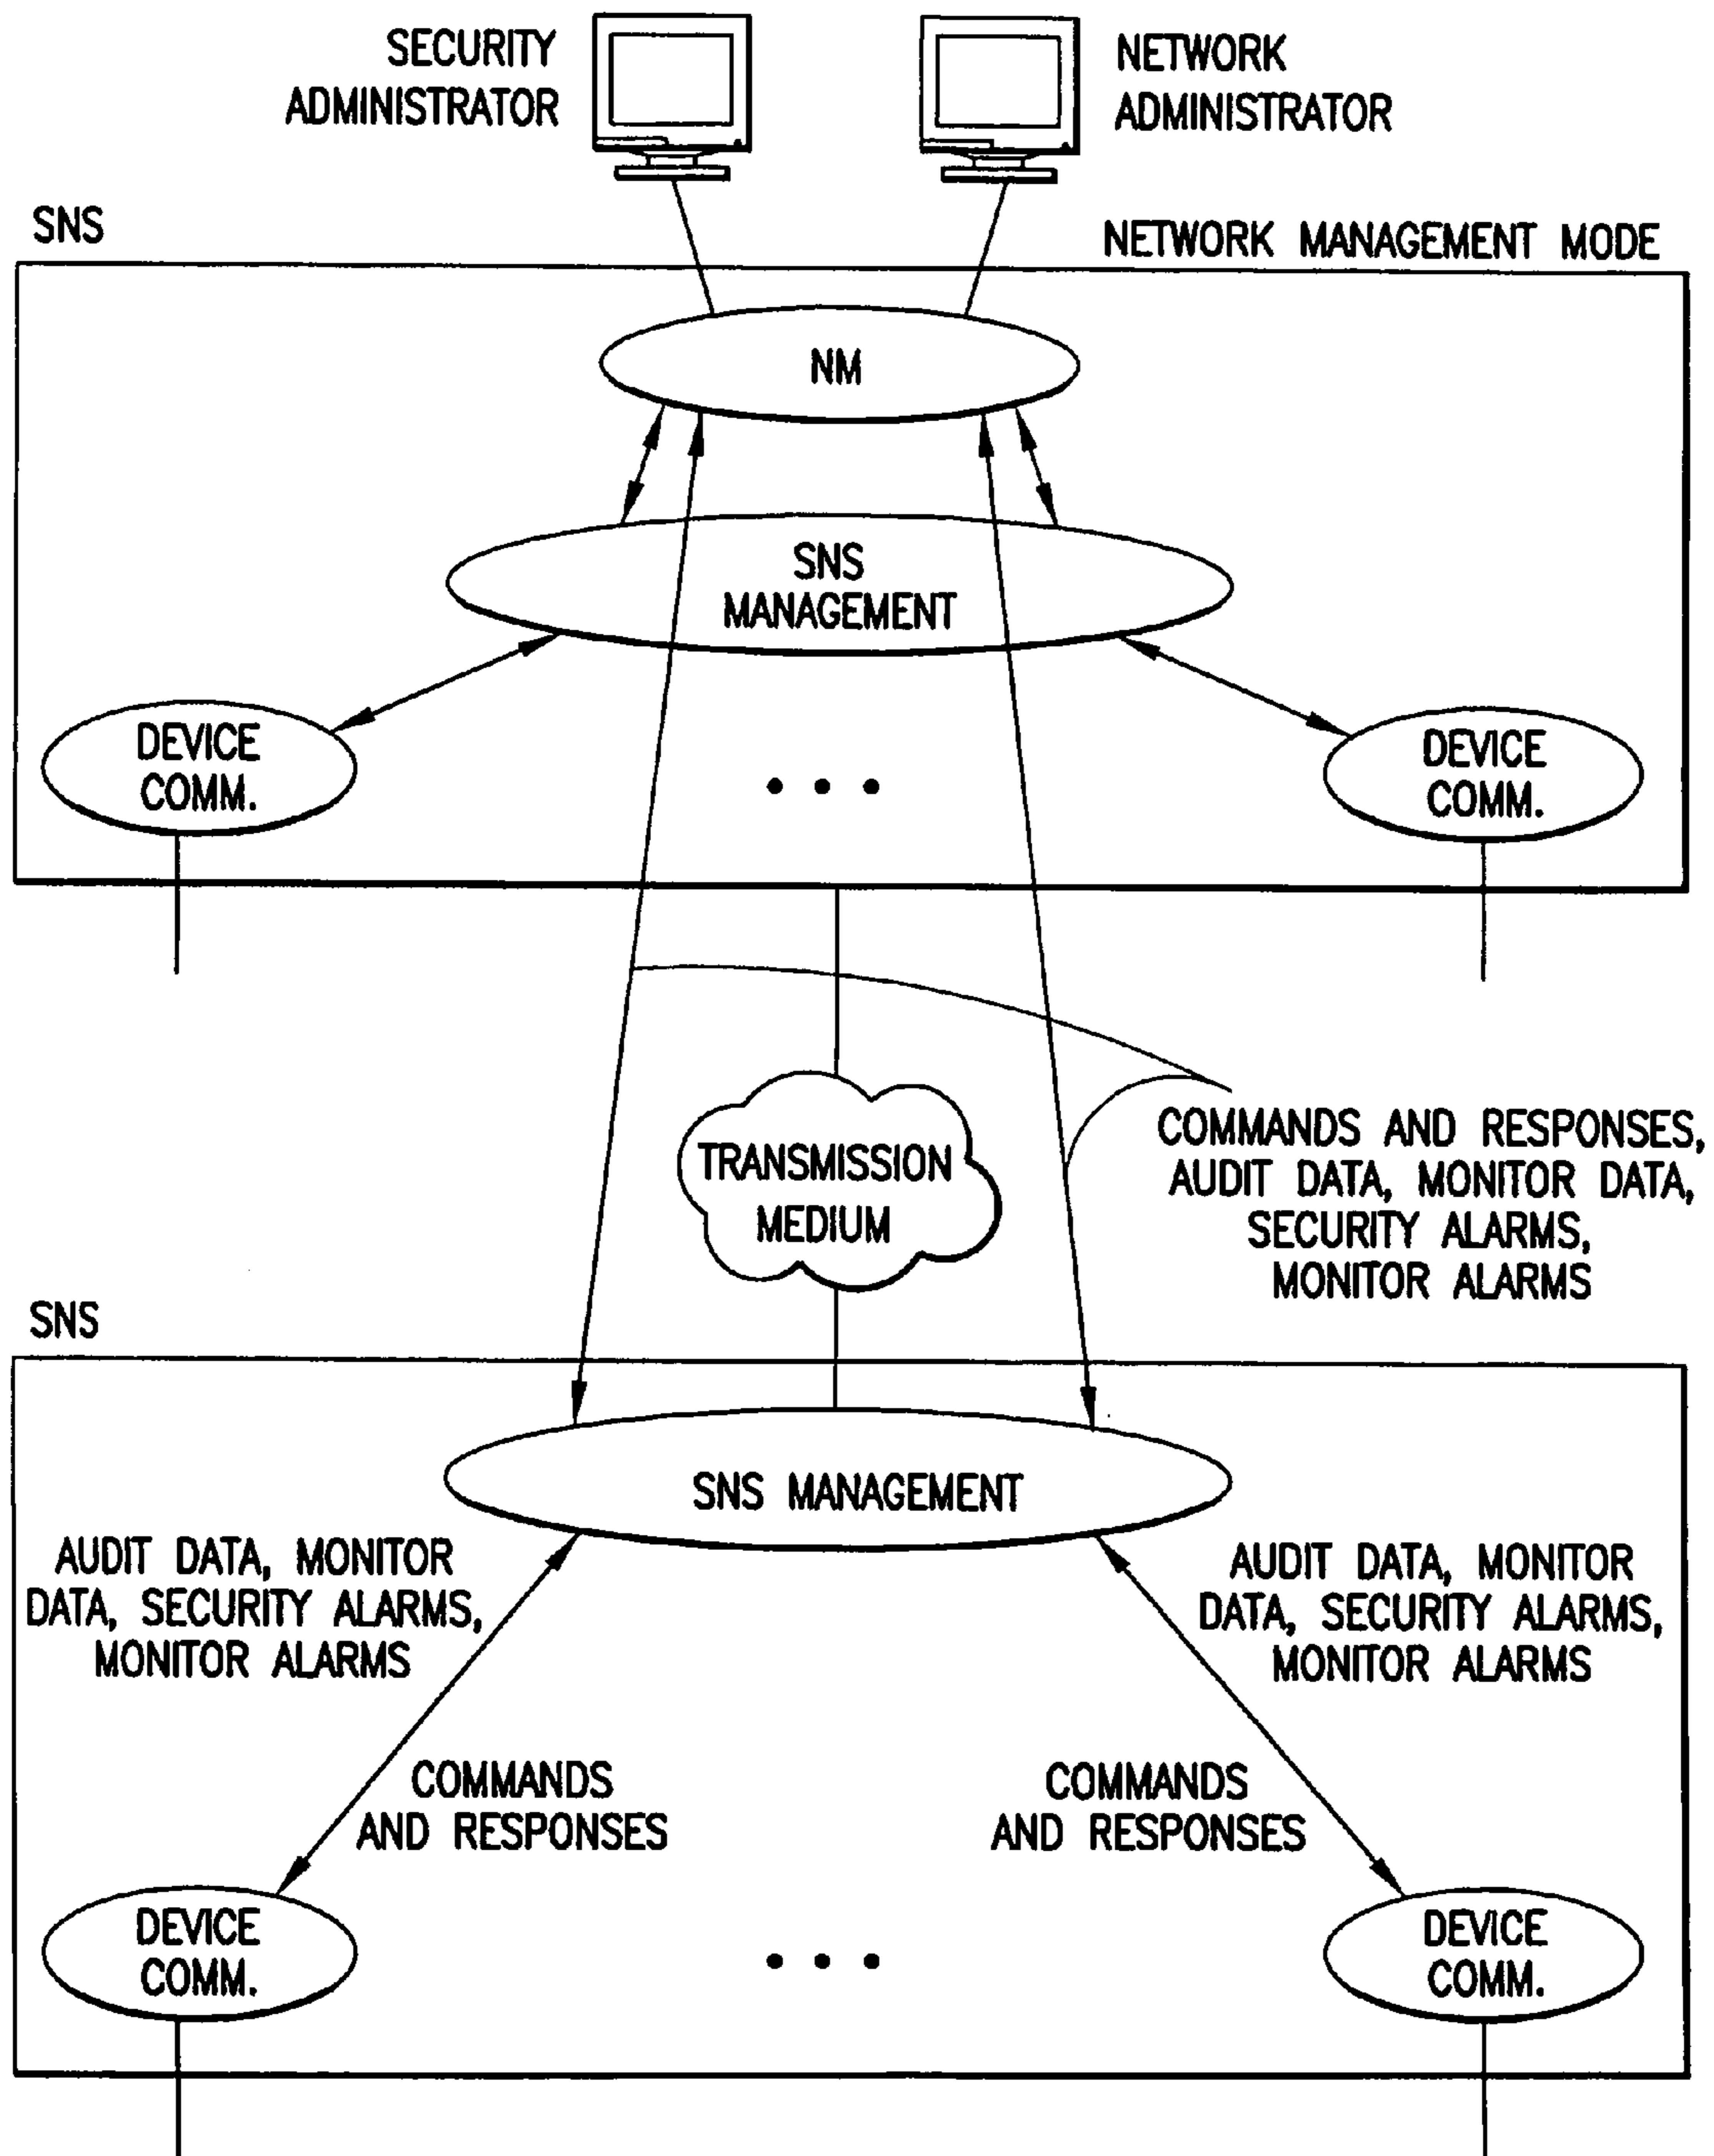 SECURITY
ADMINISTRATOR
NETWORK
ADMINISTRATOR
SNS
NETWORK MANAGEMENT MODE
NM
SNS
MANAGEMENT
DEVICE
COMM.
DEVICE
COMM.
TRANSMISSION
MEDIUM
COMMANDS AND RESPONSES,
AUDIT DATA, MONITOR DATA,
SECURITY ALARMS,
MONITOR ALARMS
SNS
SNS MANAGEMENT
AUDIT DATA, MONITOR
DATA, SECURITY ALARMS,
MONITOR ALARMS
AUDIT DATA, MONITOR
DATA, SECURITY ALARMS,
MONITOR ALARMS
COMMANDS
AND RESPONSES
COMMANDS
AND RESPONSES
DEVICE
COMM.
DEVICE
COMM.